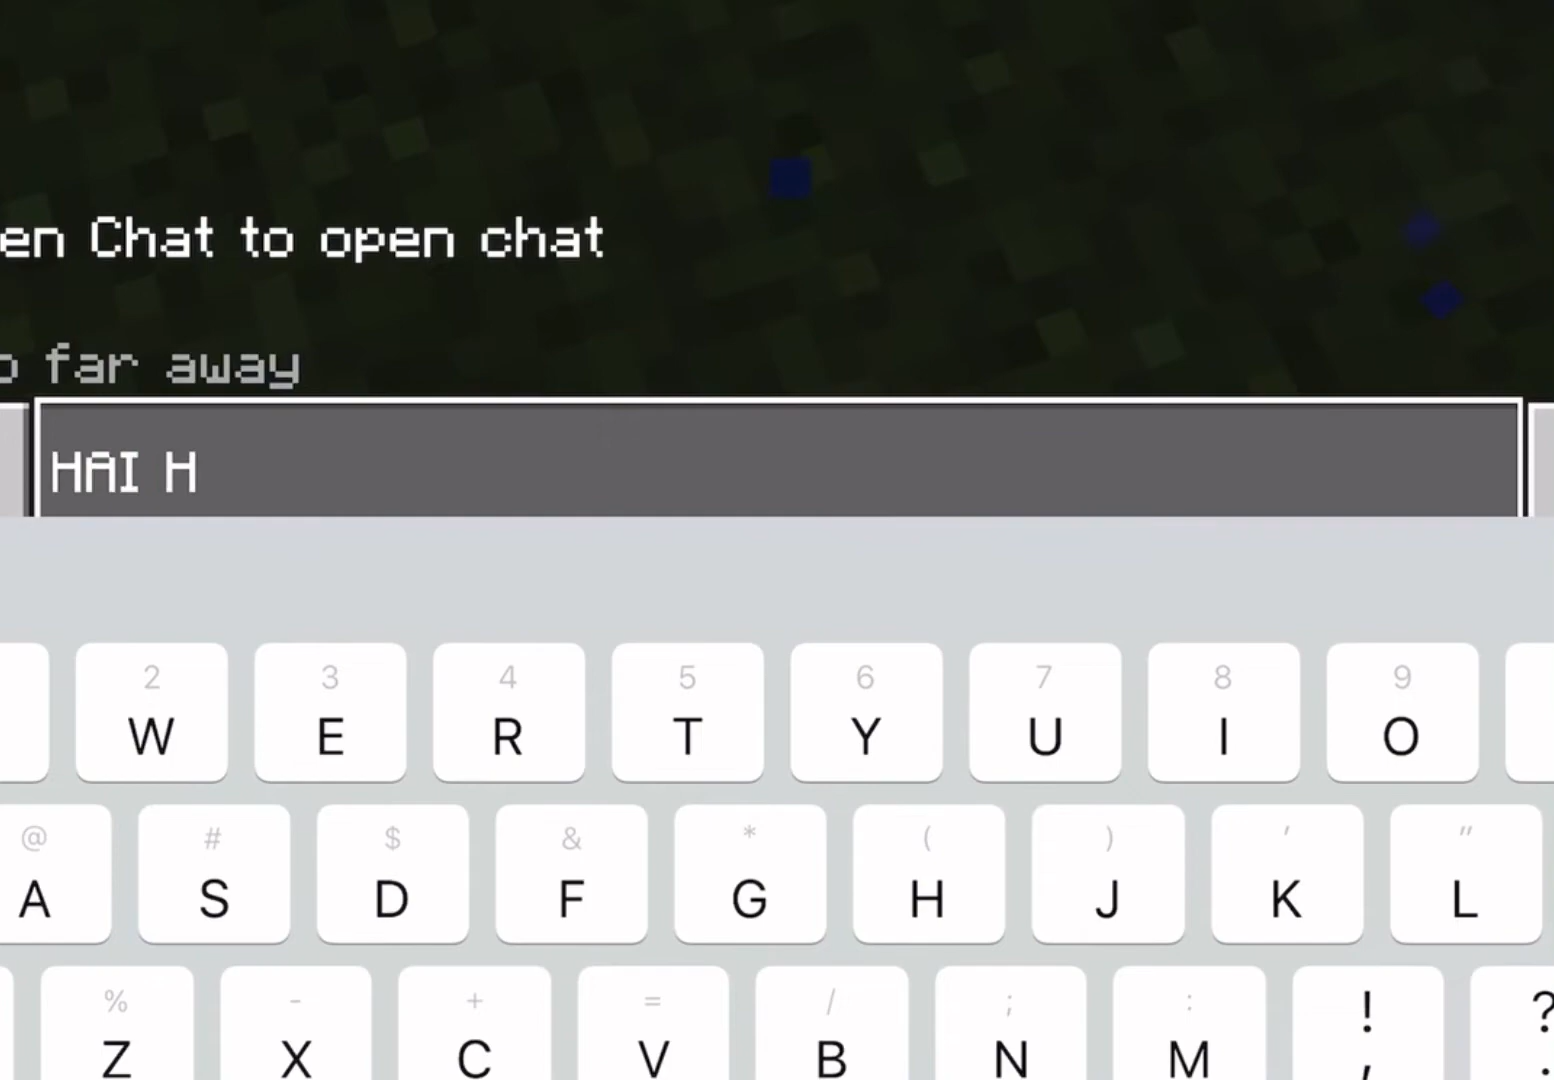 en Chat to open chat
o far away
HAI H
2 3 4 5 6 7 8 9
W E R T Y U I O
@ # $ & * ( ) ' "
A S D F G H J K L
% - + = / ; : ! ?
Z X C V B N M , .